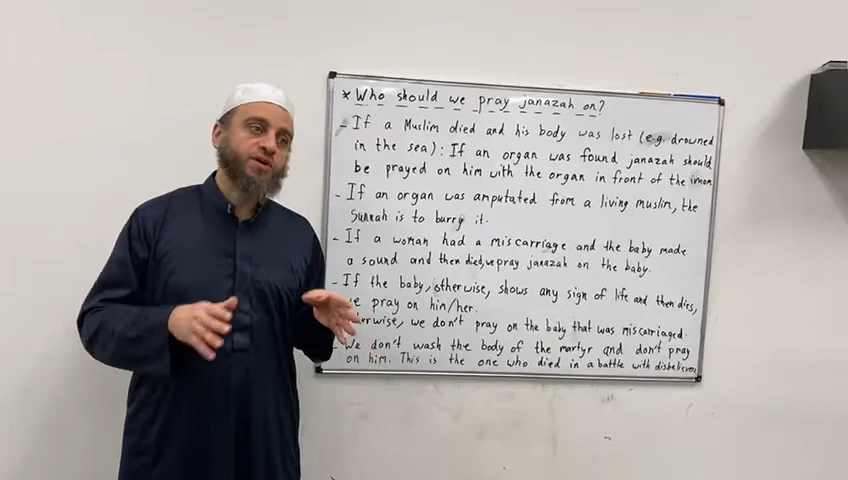 * Who should we pray janazah on?
- If a Muslim died and his body was lost (e.g. drowned
in the sea): If an organ was found janazah should
be prayed on him with the organ in front of the imam
- If an organ was amputated from a living muslim, the
Sunnah is to burry it.
- If a woman had a miscarriage and the baby made
a sound and then died, we pray janazah on the baby.
- If the baby, otherwise, shows any sign of life and then dies,
we pray on him/her.
otherwise, we don't pray on the baby that was miscarriaged.
- We don't wash the body of the martyr and don't pray
on him. This is the one who died in a battle with disbelievers